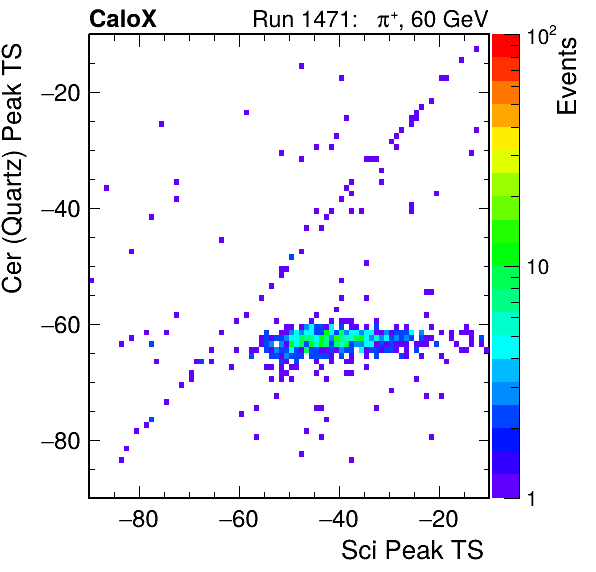 CaloX Run 1471: π⁺, 60 GeV
Cer (Quartz) Peak TS
−20
−40
−60
−80
−80 −60 −40 −20
Sci Peak TS
10²
10
1
Events